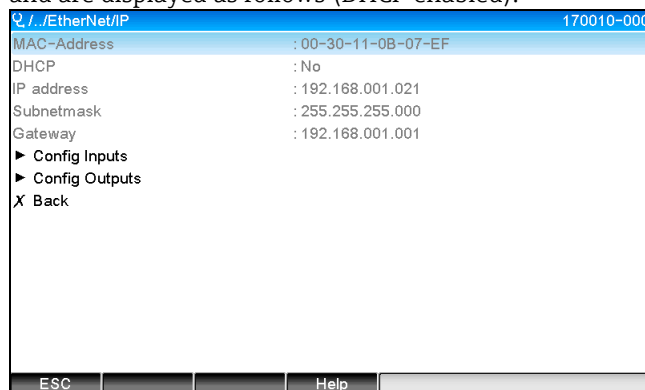 and are displayed as follows (DHCP enabled):
/../EtherNet/IP 170010-000
MAC-Address : 00-30-11-0B-07-EF
DHCP : No
IP address : 192.168.001.021
Subnetmask : 255.255.255.000
Gateway : 192.168.001.001
► Config Inputs
► Config Outputs
X Back
ESC Help